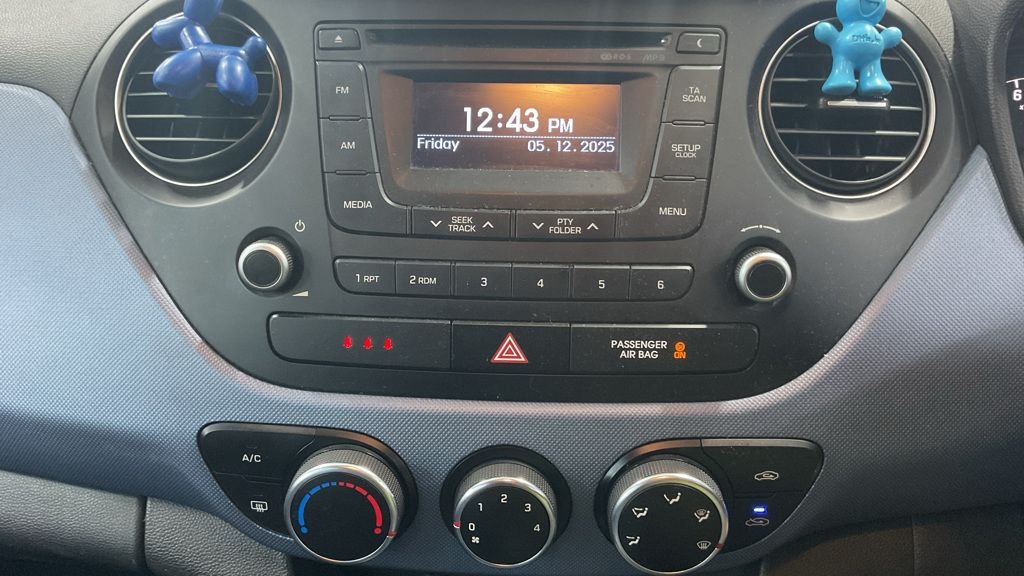 FM
AM
MEDIA
12:43 PM
Friday 05.12.2025
TA
SCAN
SETUP
CLOCK
MENU
SEEK
TRACK
PTY
FOLDER
1 RPT
2 RDM
3
4
5
6
PASSENGER
AIR BAG
ON
A/C
0
1
2
3
4